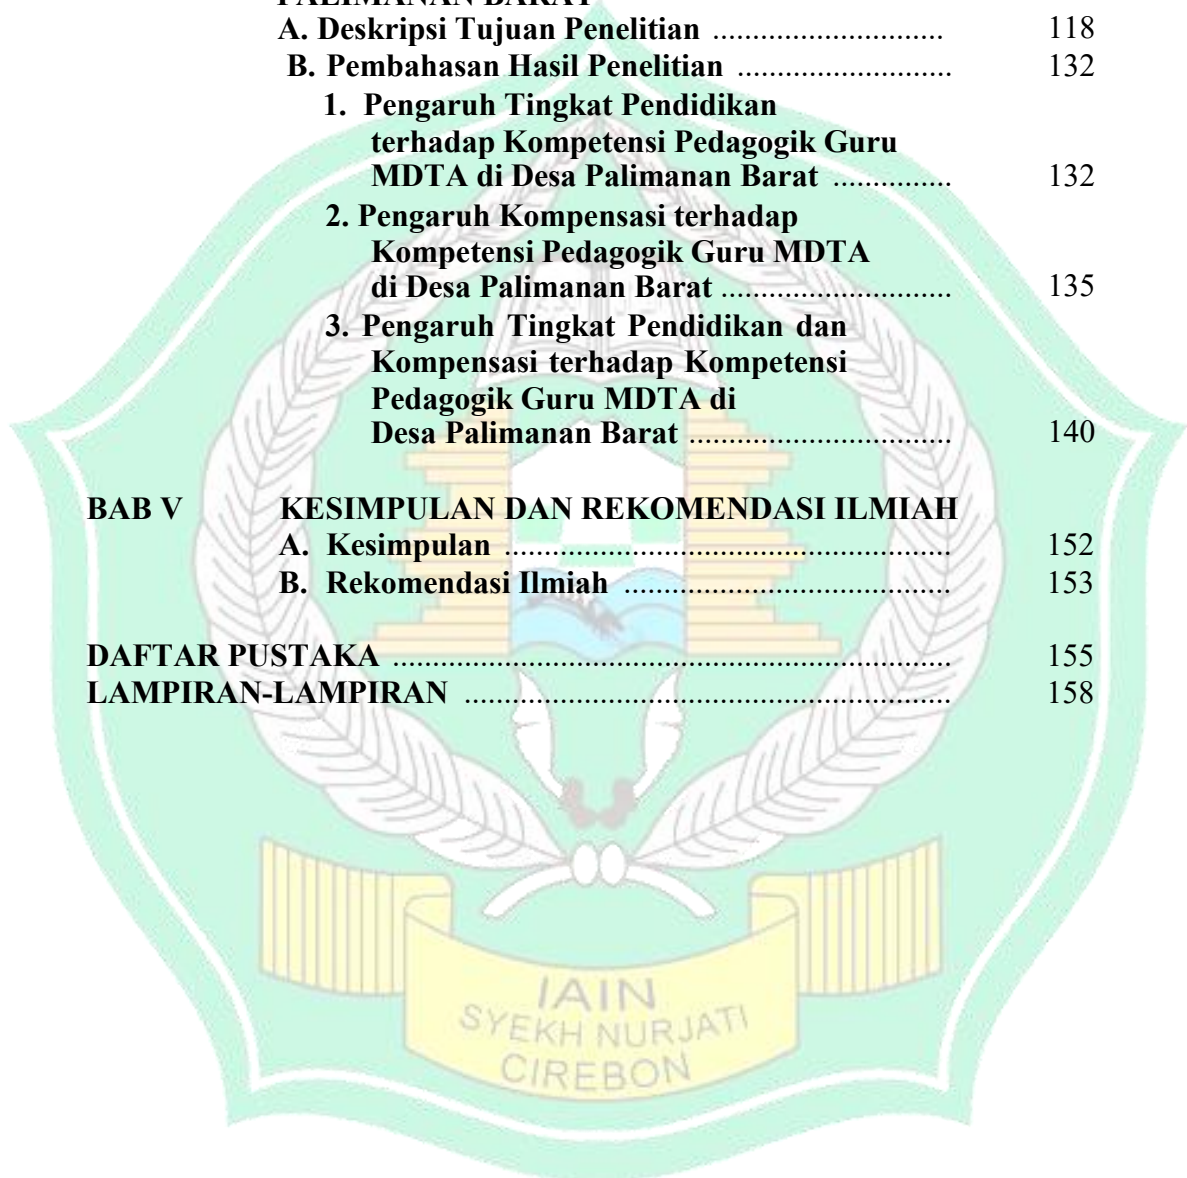 PALIMANAN BARAT
A. Deskripsi Tujuan Penelitian ............................. 118
B. Pembahasan Hasil Penelitian ........................... 132
1. Pengaruh Tingkat Pendidikan
terhadap Kompetensi Pedagogik Guru
MDTA di Desa Palimanan Barat ............... 132
2. Pengaruh Kompensasi terhadap
Kompetensi Pedagogik Guru MDTA
di Desa Palimanan Barat ............................. 135
3. Pengaruh Tingkat Pendidikan dan
Kompensasi terhadap Kompetensi
Pedagogik Guru MDTA di
Desa Palimanan Barat ................................. 140
BAB V KESIMPULAN DAN REKOMENDASI ILMIAH
A. Kesimpulan ......................................................... 152
B. Rekomendasi Ilmiah .......................................... 153
DAFTAR PUSTAKA ....................................................................... 155
LAMPIRAN-LAMPIRAN .............................................................. 158
IAIN
SYEKH NURJATI
CIREBON